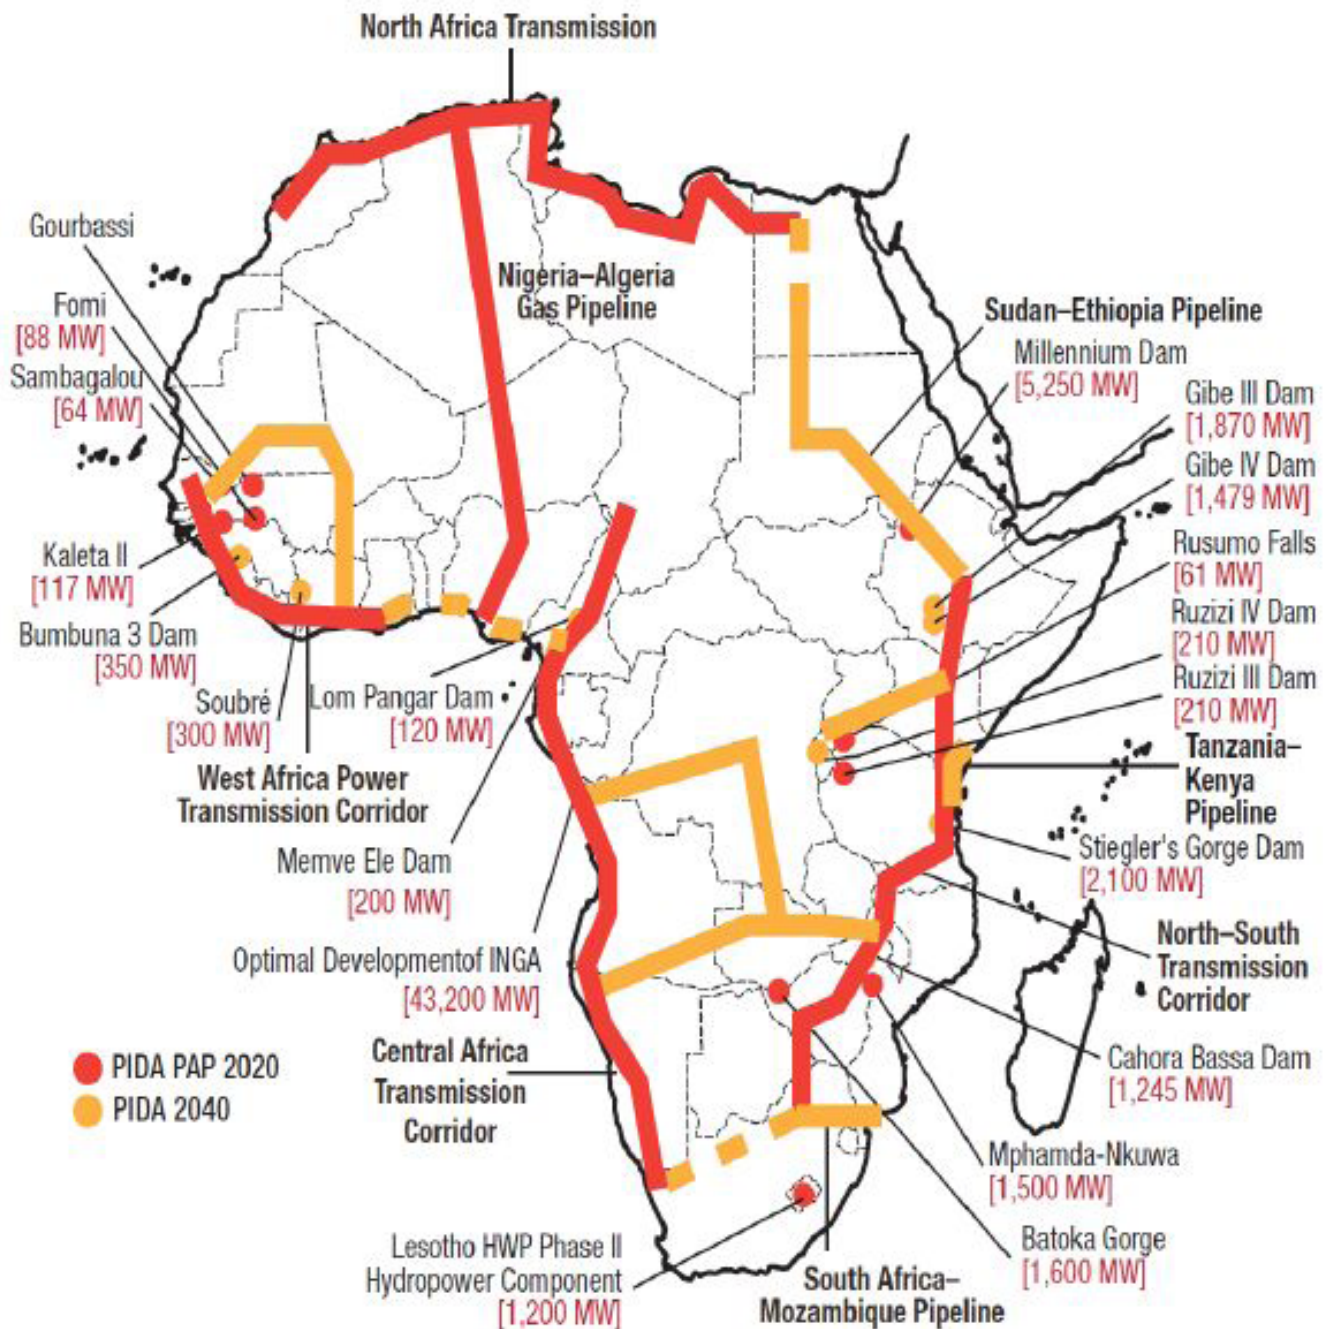 North Africa Transmission
Gourbassi
Nigeria–Algeria
Gas Pipeline
Fomi
[88 MW]
Sambagalou
[64 MW]
Sudan–Ethiopia Pipeline
Millennium Dam
[5,250 MW]
Gibe III Dam
[1,870 MW]
Gibe IV Dam
[1,479 MW]
Rusumo Falls
[61 MW]
Ruzizi IV Dam
[210 MW]
Ruzizi III Dam
[210 MW]
Kaleta II
[117 MW]
Bumbuna 3 Dam
[350 MW]
Soubré
[300 MW]
Lom Pangar Dam
[120 MW]
West Africa Power
Transmission Corridor
Tanzania–
Kenya
Pipeline
Memve Ele Dam
[200 MW]
Stiegler's Gorge Dam
[2,100 MW]
Optimal Developmentof INGA
[43,200 MW]
North–South
Transmission
Corridor
Central Africa
Transmission
Corridor
PIDA PAP 2020
PIDA 2040
Cahora Bassa Dam
[1,245 MW]
Mphamda-Nkuwa
[1,500 MW]
Batoka Gorge
[1,600 MW]
Lesotho HWP Phase II
Hydropower Component
[1,200 MW]
South Africa–
Mozambique Pipeline